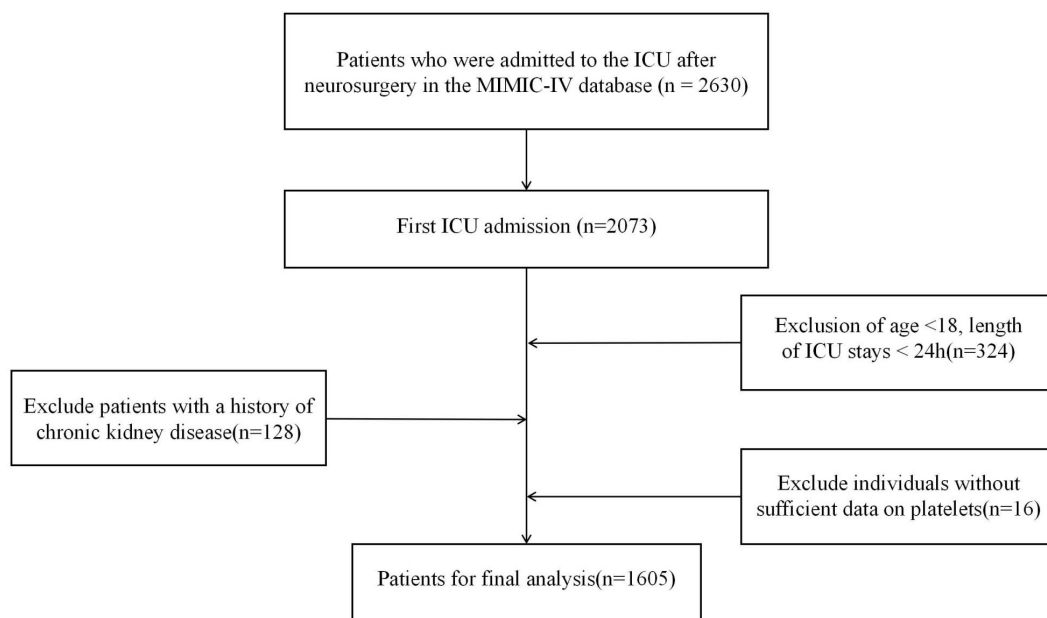 Patients who were admitted to the ICU after
neurosurgery in the MIMIC-IV database (n = 2630)
First ICU admission (n=2073)
Exclusion of age <18, length
of ICU stays < 24h(n=324)
Exclude patients with a history of
chronic kidney disease(n=128)
Exclude individuals without
sufficient data on platelets(n=16)
Patients for final analysis(n=1605)